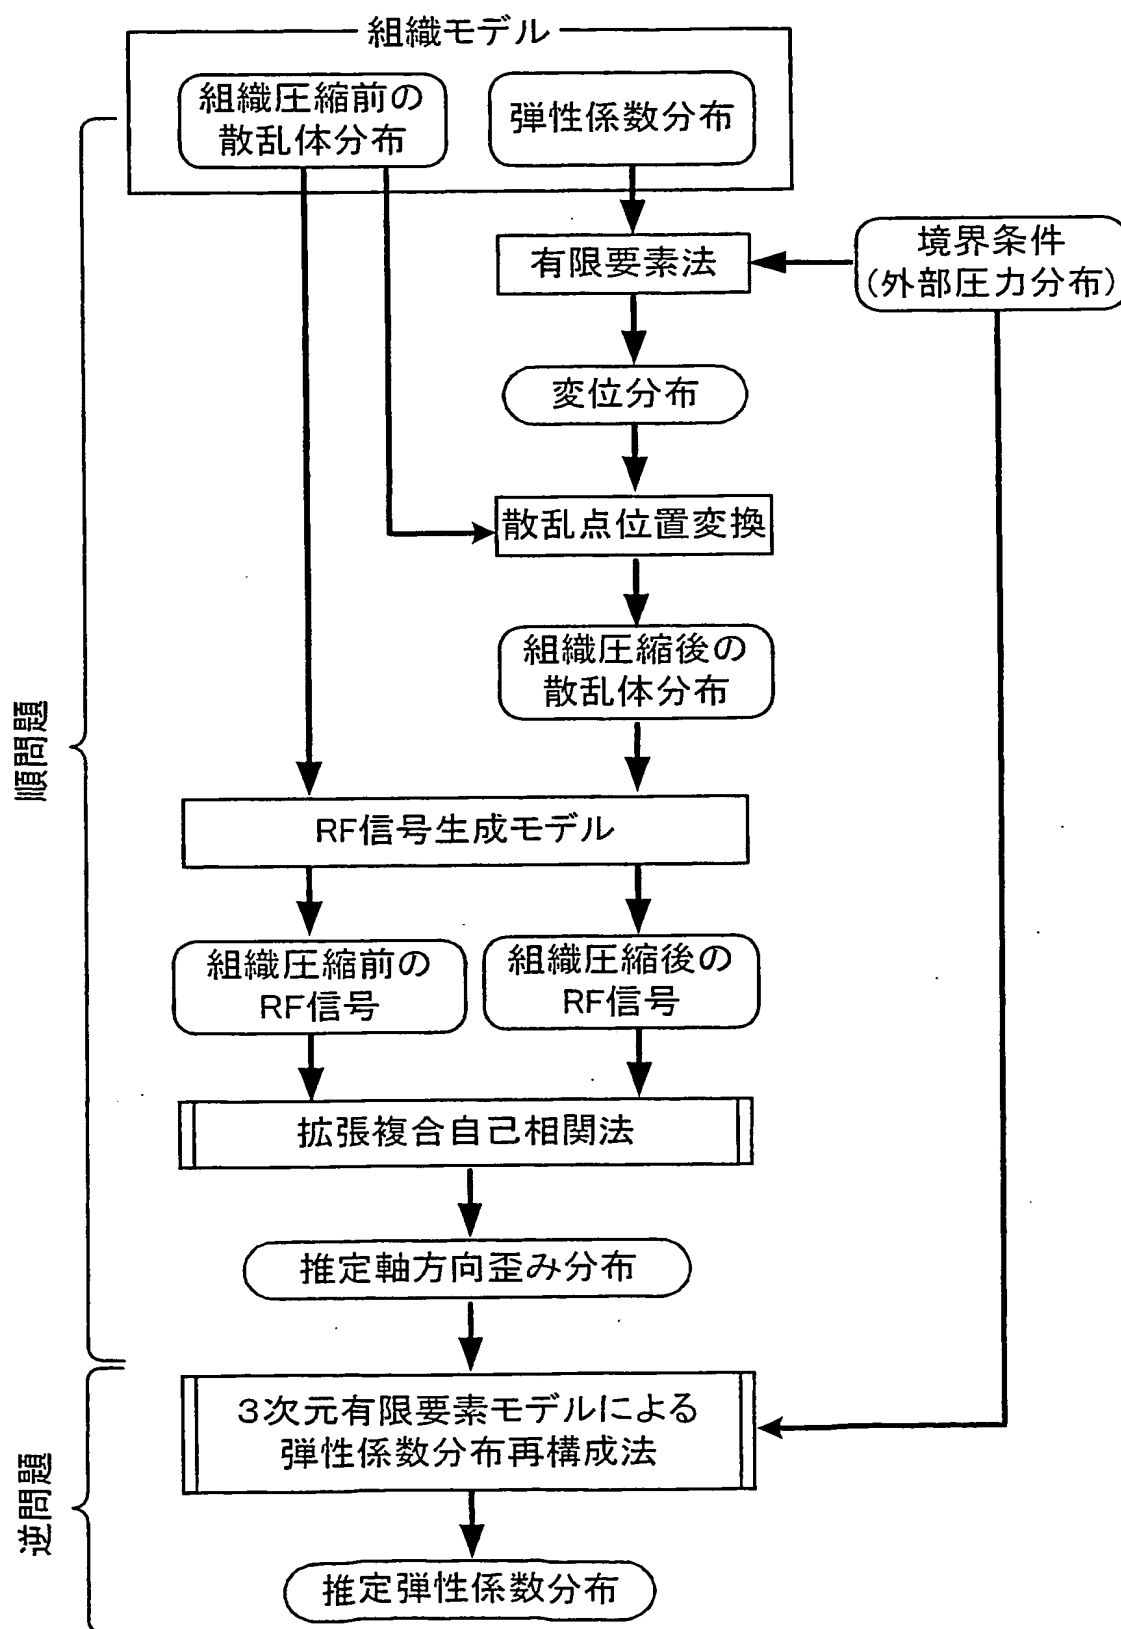 組織モデル
組織圧縮前の
散乱体分布
弾性係数分布
有限要素法
境界条件
(外部圧力分布)
変位分布
散乱点位置変換
組織圧縮後の
散乱体分布
順問題
RF信号生成モデル
組織圧縮前の
RF信号
組織圧縮後の
RF信号
拡張複合自己相関法
推定軸方向歪み分布
3次元有限要素モデルによる
弾性係数分布再構成法
逆問題
推定弾性係数分布